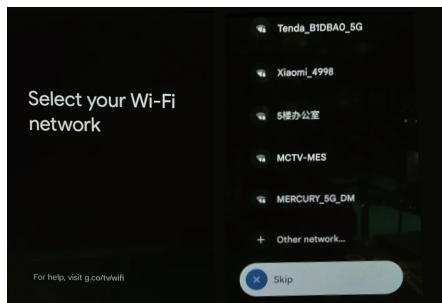 Select your Wi-Fi
network
For help, visit g.co/tv/wifi
Tenda_B1DBA0_5G
Xiaomi_4998
5楼办公室
MCTV-MES
MERCURY_5G_DM
Other network...
Skip